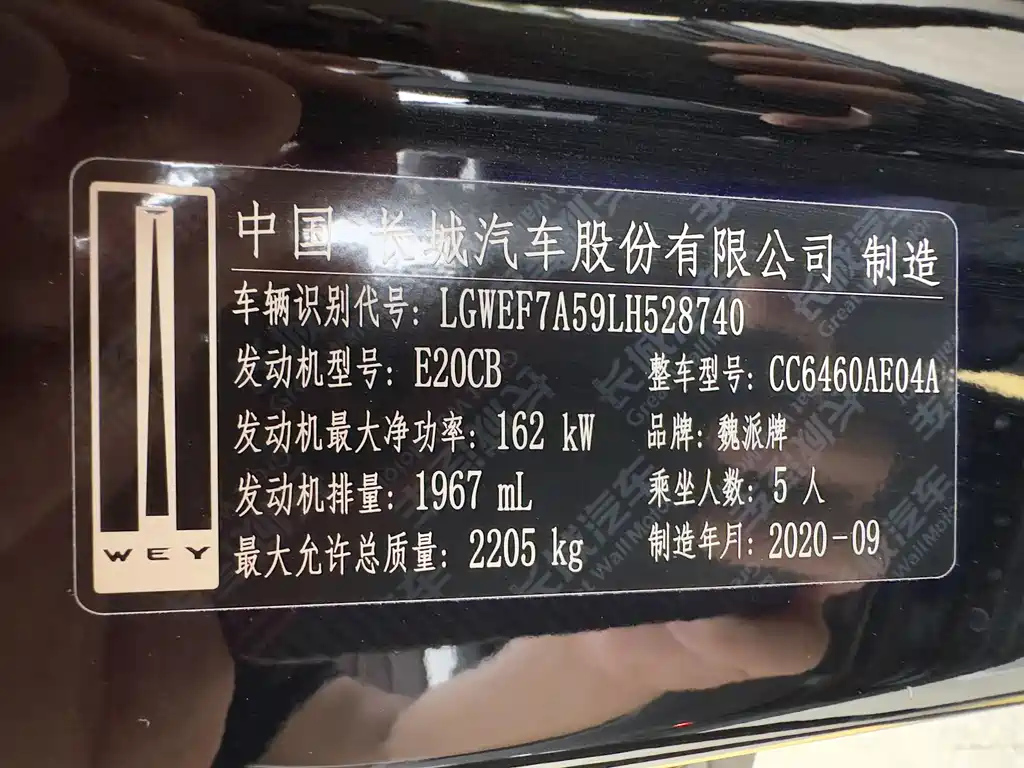 中国 长城汽车股份有限公司 制造
车辆识别代号: LGWEF7A59LH528740
发动机型号: E20CB 整车型号: CC6460AE04A
发动机最大净功率: 162 kW 品牌: 魏派牌
发动机排量: 1967 mL 乘坐人数: 5 人
最大允许总质量: 2205 kg 制造年月: 2020-09
WEY